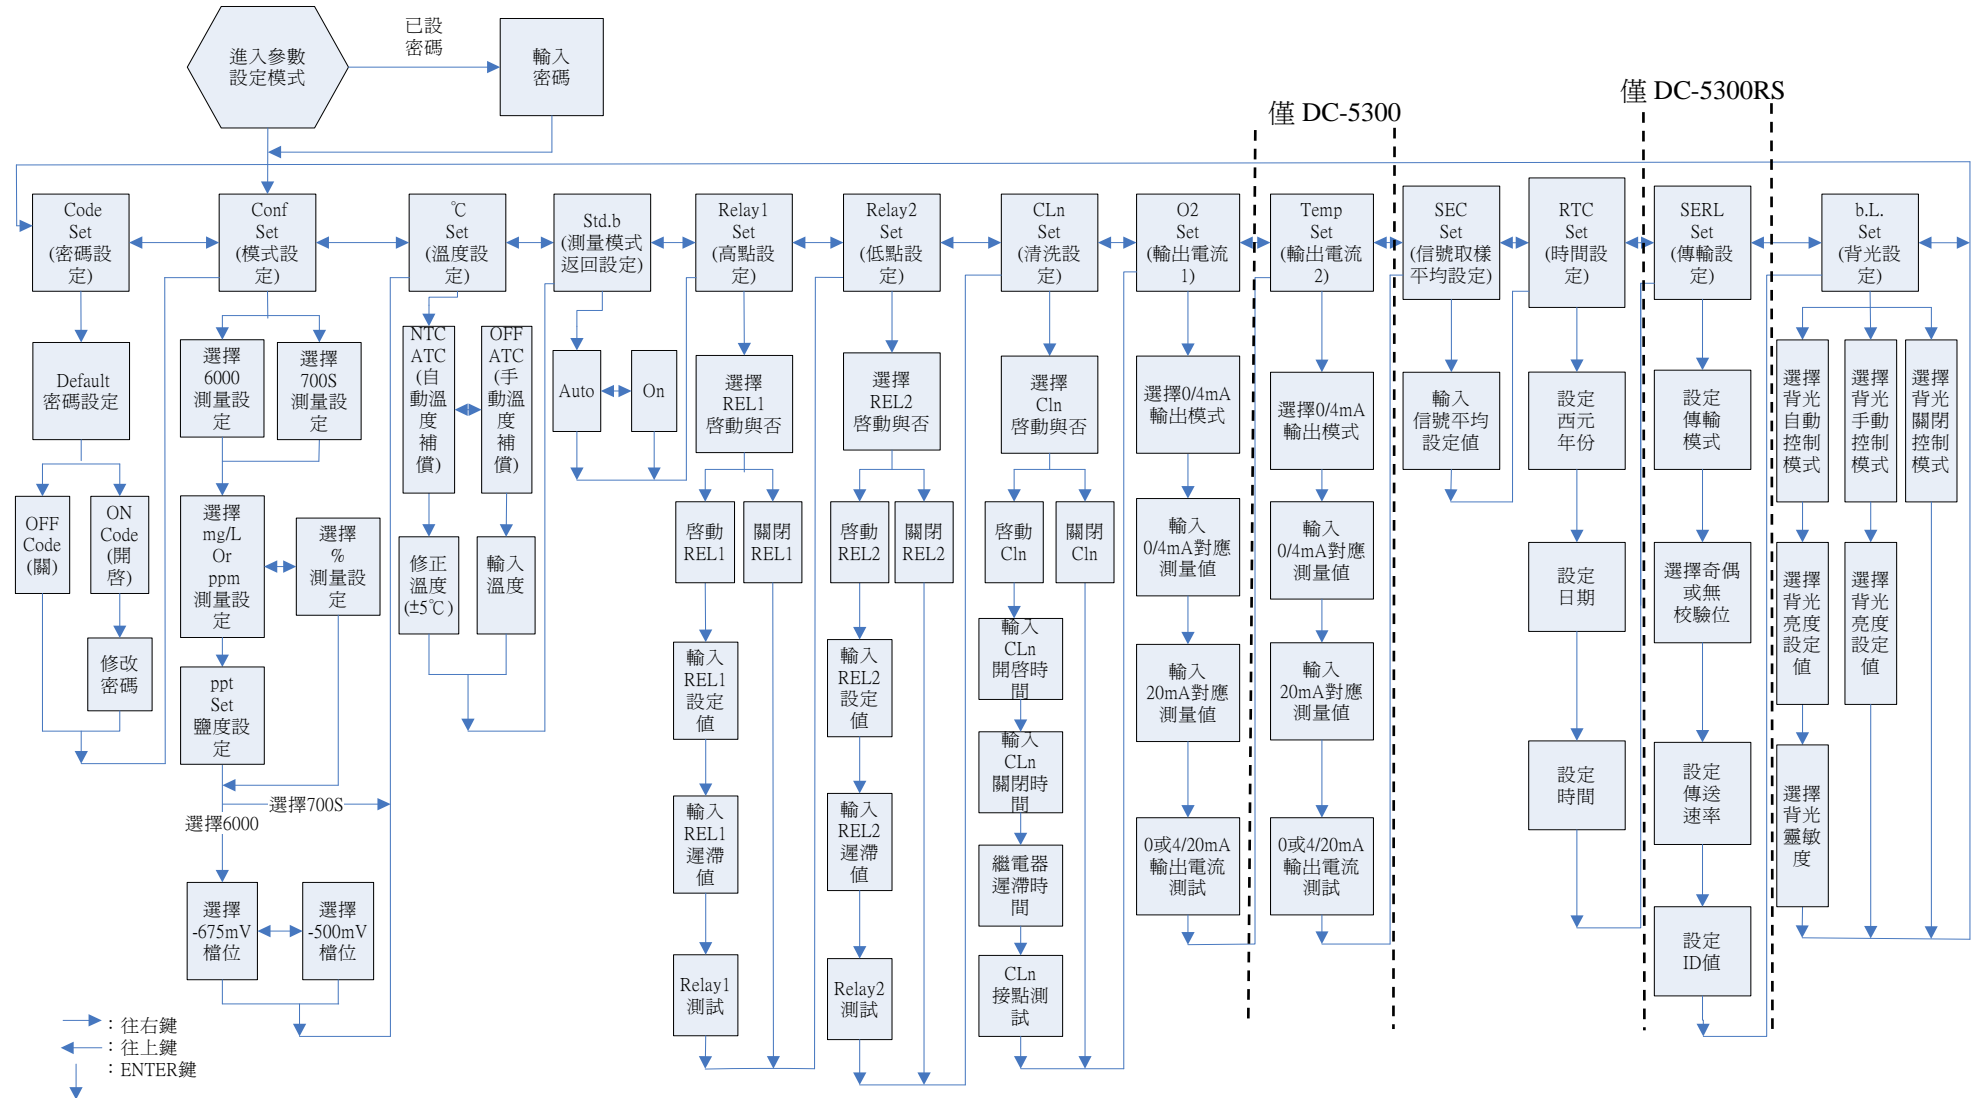 進入參數
設定模式
已設
密碼
輸入
密碼
僅 DC-5300
僅 DC-5300RS
Code
Set
(密碼設
定)
Conf
Set
(模式設
定)
℃
Set
(溫度設
定)
Std.b
(測量模式
返回設定)
Relay1
Set
(高點設
定)
Relay2
Set
(低點設
定)
CLn
Set
(清洗設
定)
O2
Set
(輸出電流
1)
Temp
Set
(輸出電流
2)
SEC
Set
(信號取樣
平均設定)
RTC
Set
(時間設
定)
SERL
Set
(傳輸設
定)
b.L.
Set
(背光設
定)
Default
密碼設定
OFF
Code
(關)
ON
Code
(開
啓)
修改
密碼
選擇
6000
測量設
定
選擇
700S
測量設
定
選擇
mg/L
Or
ppm
測量設
定
選擇
%
測量設
定
ppt
Set
鹽度設
定
選擇700S
選擇6000
選擇
-675mV
檔位
選擇
-500mV
檔位
NTC
ATC
(自
動溫
度
補
償)
OFF
ATC
(手
動溫
度
補
償)
修正
溫度
(±5℃)
輸入
溫度
Auto
On
選擇
REL1
啓動與否
啓動
REL1
關閉
REL1
輸入
REL1
設定
值
輸入
REL1
遲滯
值
Relay1
測試
選擇
REL2
啓動與否
啓動
REL2
關閉
REL2
輸入
REL2
設定
值
輸入
REL2
遲滯
值
Relay2
測試
選擇
Cln
啓動與否
啓動
Cln
關閉
Cln
輸入
CLn
開啓時
間
輸入
CLn
關閉時
間
繼電器
遲滯時
間
CLn
接點測
試
選擇0/4mA
輸出模式
輸入
0/4mA對應
測量值
輸入
20mA對應
測量值
0或4/20mA
輸出電流
測試
選擇0/4mA
輸出模式
輸入
0/4mA對應
測量值
輸入
20mA對應
測量值
0或4/20mA
輸出電流
測試
輸入
信號平均
設定值
設定
西元
年份
設定
日期
設定
時間
設定
傳輸
模式
選擇奇偶
或無
校驗位
設定
傳送
速率
設定
ID值
選擇
背光
自動
控制
模式
選擇
背光
手動
控制
模式
選擇
背光
關閉
控制
模式
選擇
背光
亮度
設定
值
選擇
背光
亮度
設定
值
選擇
背光
靈敏
度
：往右鍵
：往上鍵
：ENTER鍵